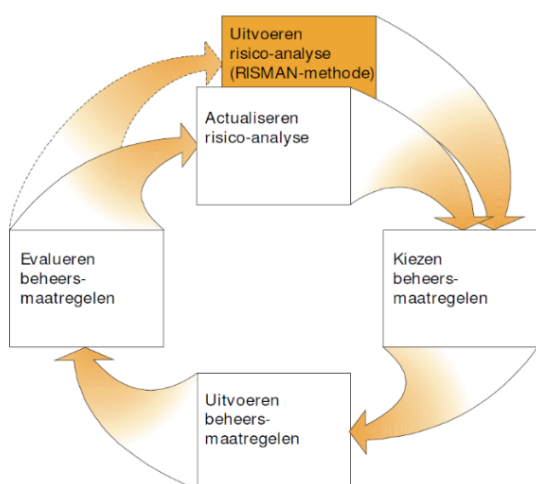 Uitvoeren
risico-analyse
(RISMAN-methode)
Actualiseren
risico-analyse
Evalueren
beheers-
maatregelen
Kiezen
beheers-
maatregelen
Uitvoeren
beheers-
maatregelen